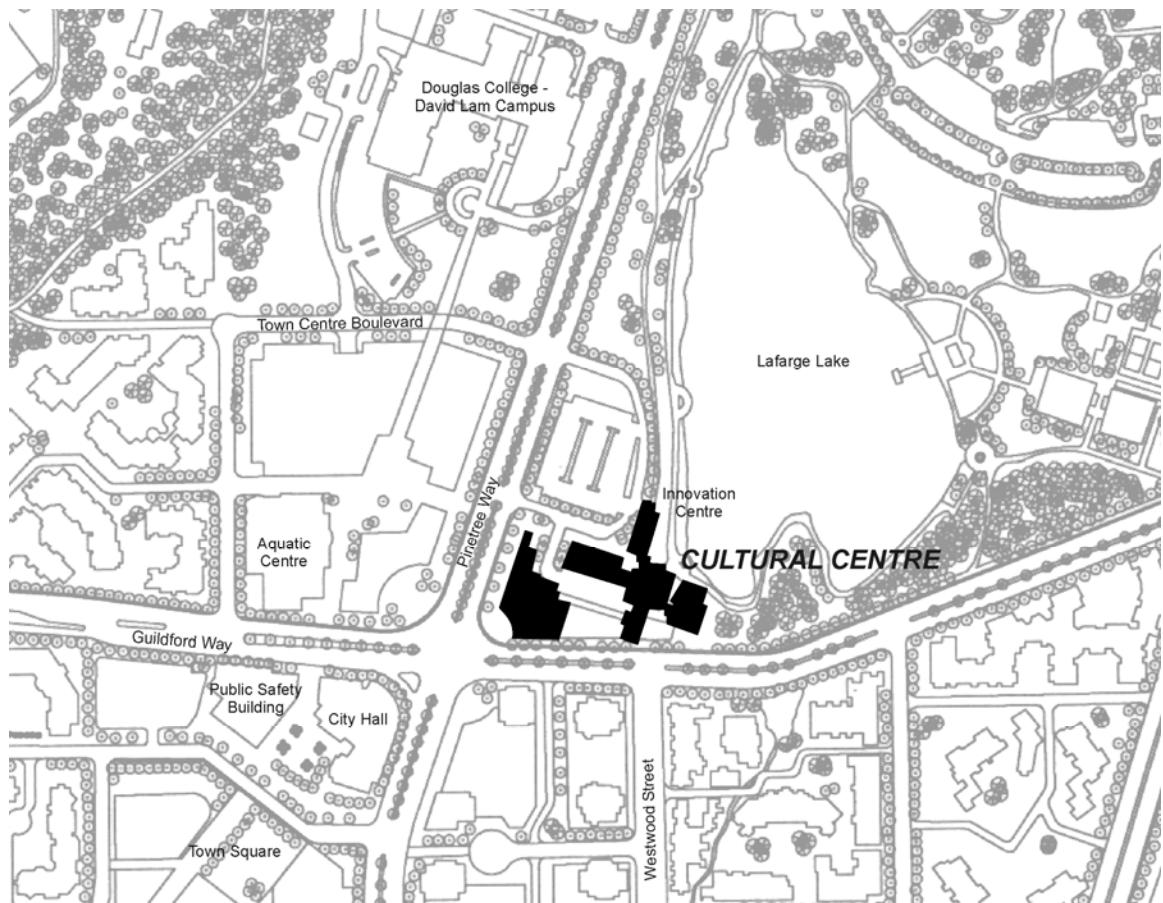 Douglas College -
David Lam Campus
Town Centre Boulevard
Lafarge Lake
Pinetree Way
Innovation
Centre
CULTURAL CENTRE
Aquatic
Centre
Guildford Way
Public Safety
Building
City Hall
Westwood Street
Town Square